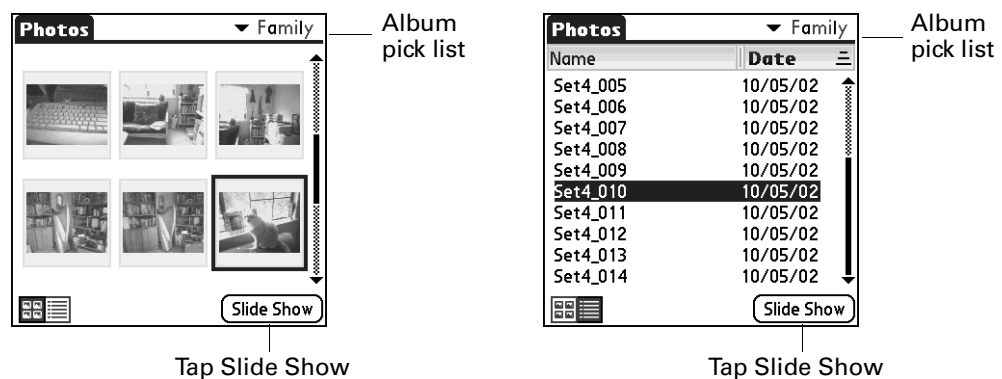 Photos
Family
Album
pick list
Slide Show
Tap Slide Show
Photos
Family
Album
pick list
Name Date
Set4_005 10/05/02
Set4_006 10/05/02
Set4_007 10/05/02
Set4_008 10/05/02
Set4_009 10/05/02
Set4_010 10/05/02
Set4_011 10/05/02
Set4_012 10/05/02
Set4_013 10/05/02
Set4_014 10/05/02
Slide Show
Tap Slide Show